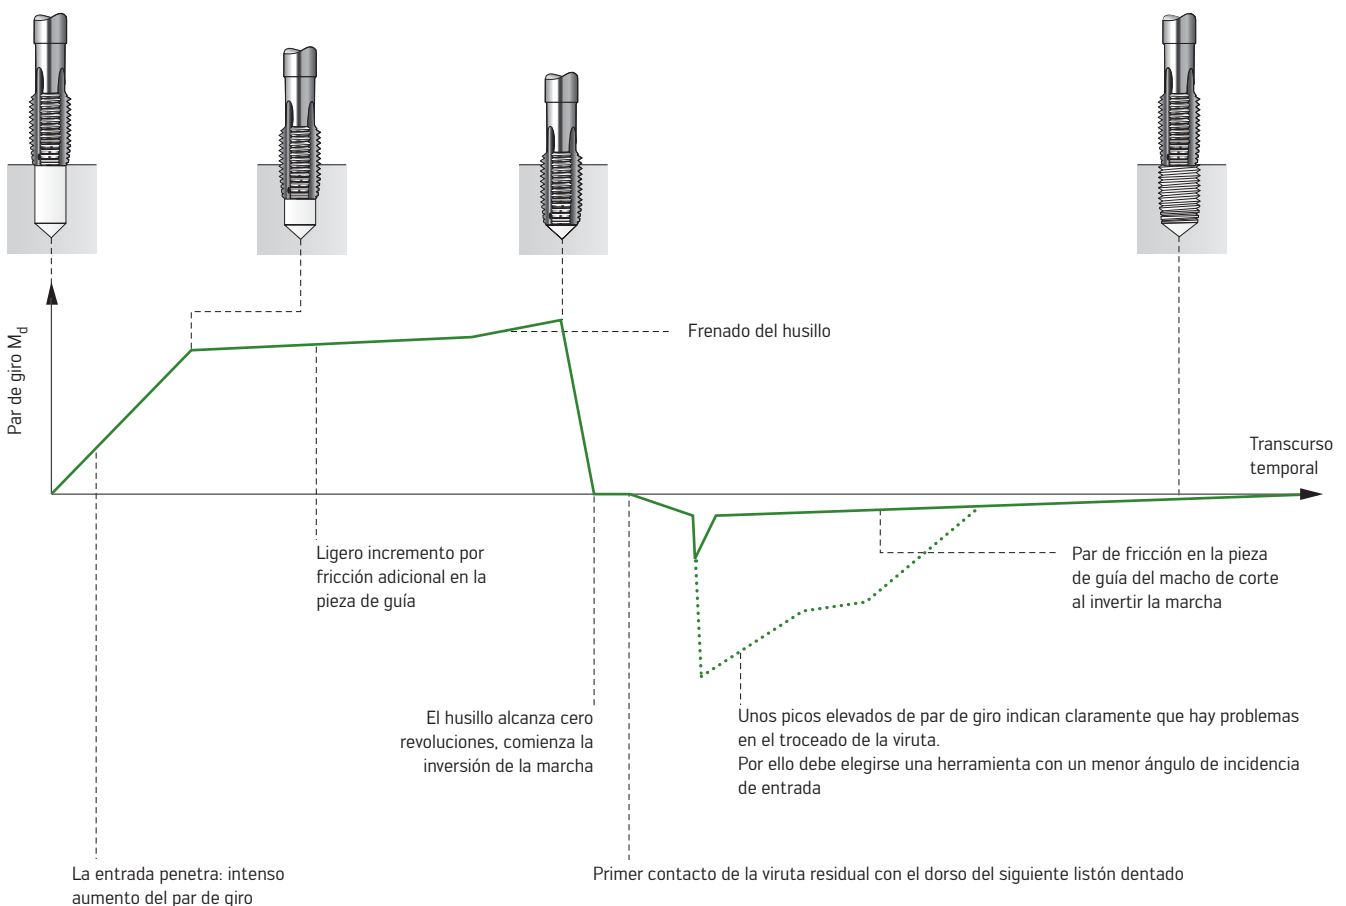 Par de giro M_d
Frenado del husillo
Transcurso
temporal
Ligero incremento por
fricción adicional en la
pieza de guía
Par de fricción en la pieza
de guía del macho de corte
al invertir la marcha
El husillo alcanza cero
revoluciones, comienza la
inversión de la marcha
Unos picos elevados de par de giro indican claramente que hay problemas
en el troceado de la viruta.
Por ello debe elegirse una herramienta con un menor ángulo de incidencia
de entrada
La entrada penetra: intenso
aumento del par de giro
Primer contacto de la viruta residual con el dorso del siguiente listón dentado